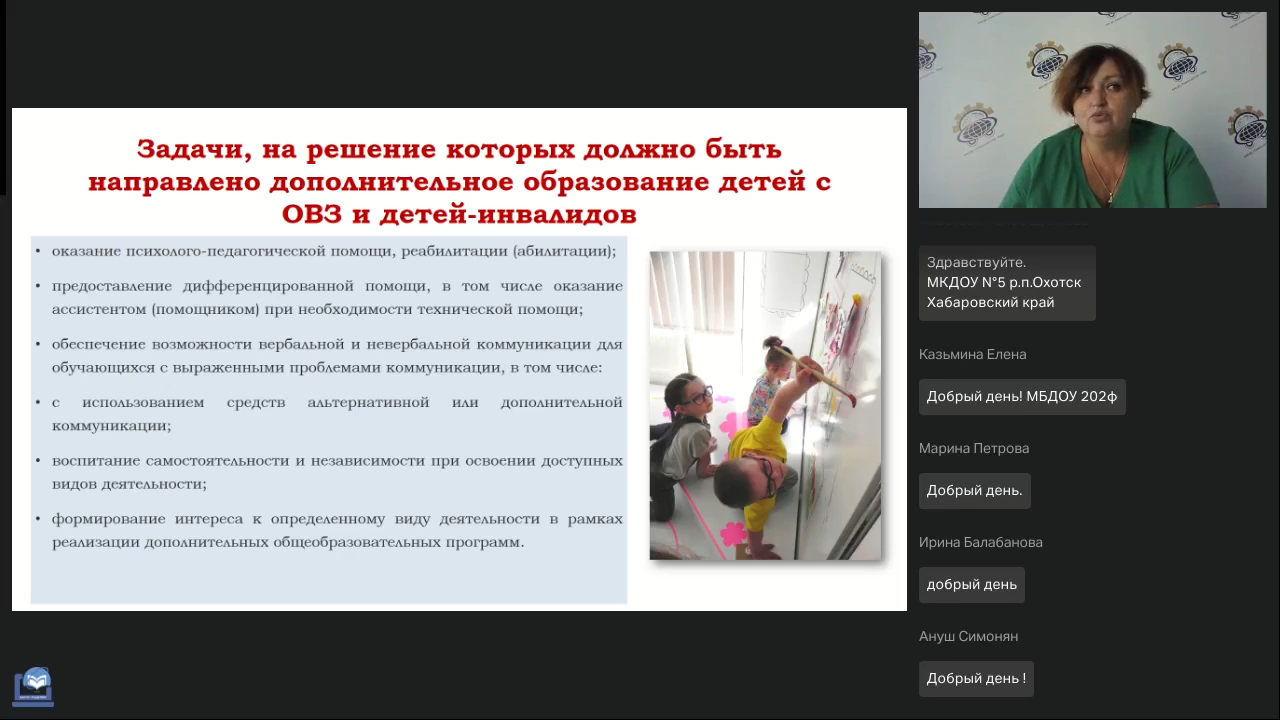 Задачи, на решение которых должно быть
направлено дополнительное образование детей с
ОВЗ и детей-инвалидов
• оказание психолого-педагогической помощи, реабилитации (абилитации);
• предоставление дифференцированной помощи, в том числе оказание
ассистентом (помощником) при необходимости технической помощи;
• обеспечение возможности вербальной и невербальной коммуникации для
обучающихся с выраженными проблемами коммуникации, в том числе:
• с использованием средств альтернативной или дополнительной
коммуникации;
• воспитание самостоятельности и независимости при освоении доступных
видов деятельности;
• формирование интереса к определенному виду деятельности в рамках
реализации дополнительных общеобразовательных программ.
Здравствуйте.
МКДОУ N°5 р.п.Охотск
Хабаровский край
Казьмина Елена
Добрый день! МБДОУ 202ф
Марина Петрова
Добрый день.
Ирина Балабанова
добрый день
Ануш Симонян
Добрый день !